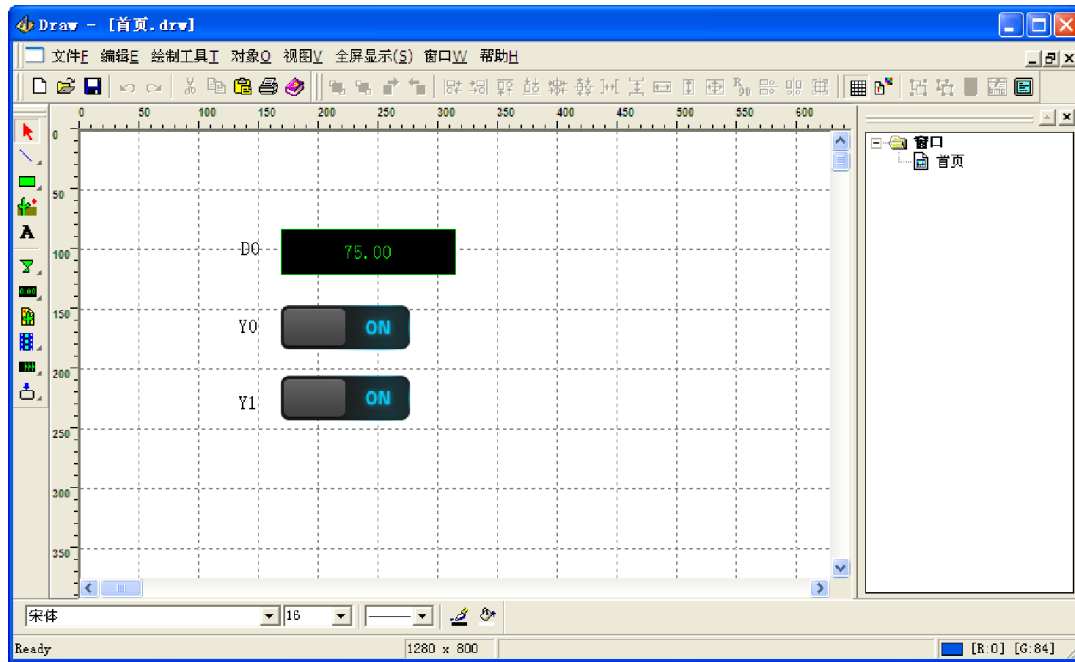 Draw - [首页.drw]
文件F 编辑E 绘制工具T 对象O 视图V 全屏显示(S) 窗口W 帮助H
0 50 100 150 200 250 300 350 400 450 500 550 600
0
50
100
150
200
250
300
350
D0 75.00
Y0 ON
Y1 ON
窗口
首页
宋体 16
Ready 1280 x 800 [R:0] [G:84]